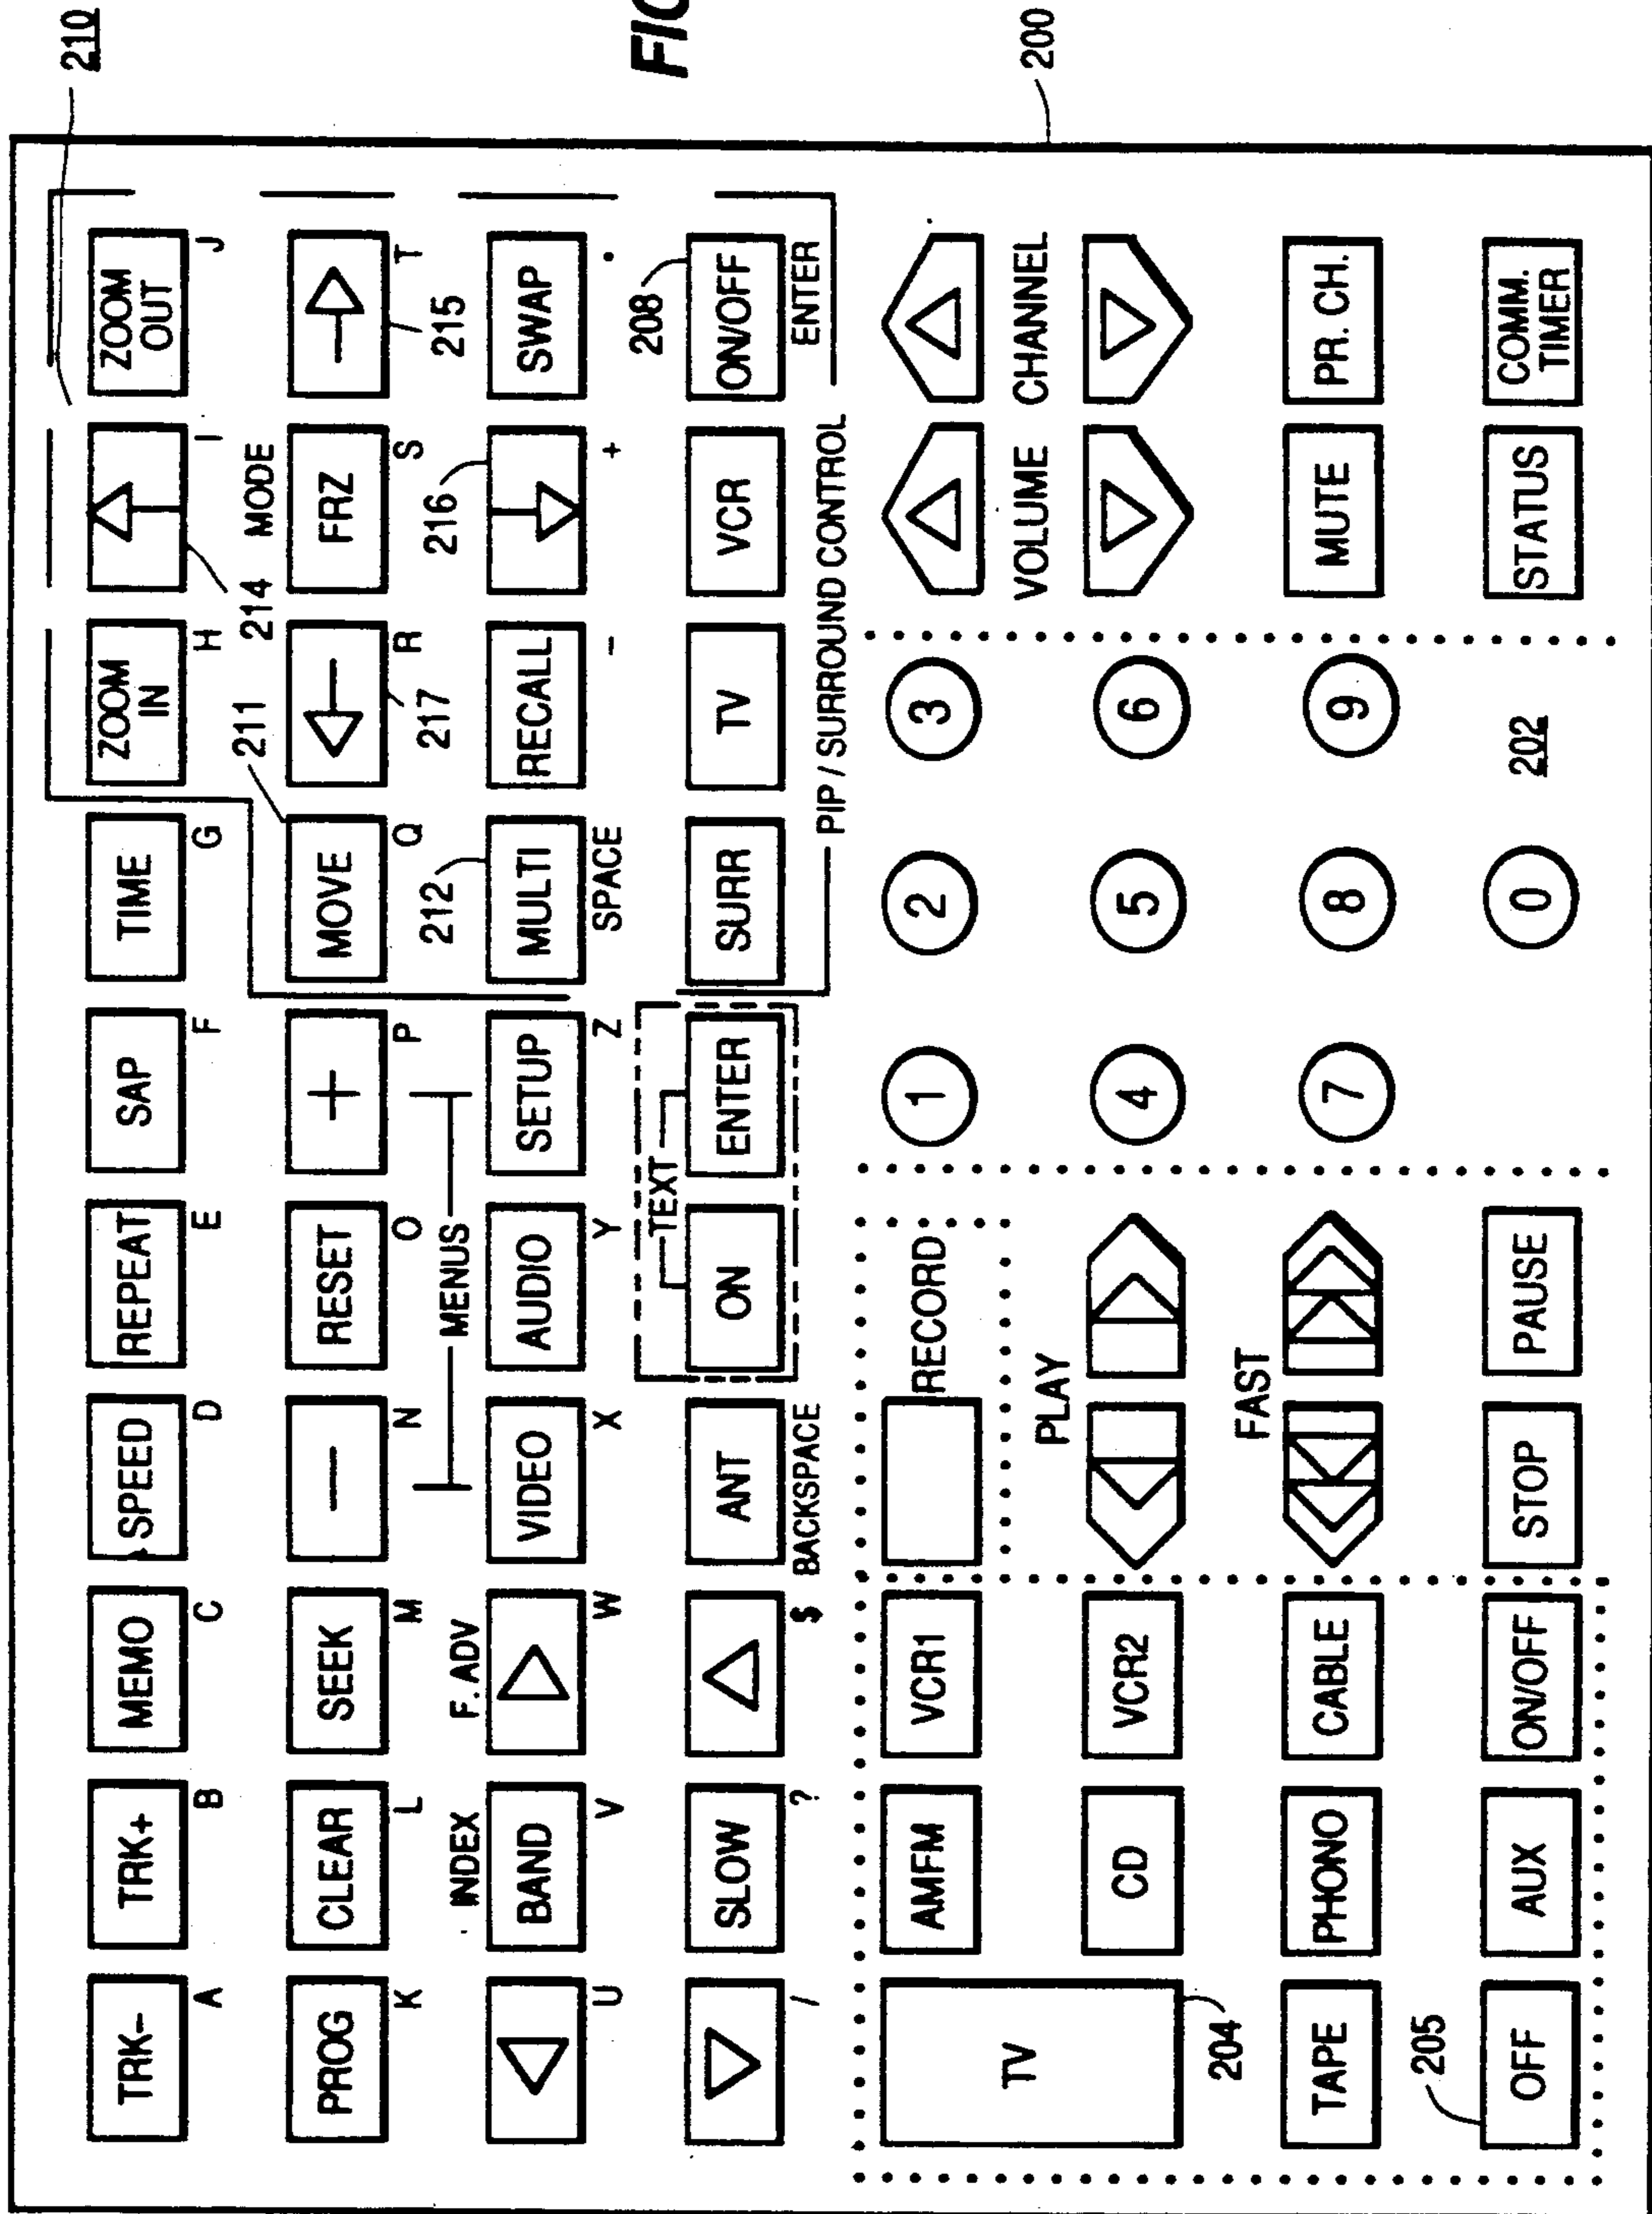 210
TRK− TRK+ MEMO SPEED REPEAT SAP TIME ZOOM IN ZOOM OUT
A B C D E F G H I J
214 MODE
211
PROG CLEAR SEEK − RESET + MOVE FRZ
K L M N O P Q R S T
217 215
INDEX F. ADV MENUS 212 216
BAND VIDEO AUDIO SETUP MULTI RECALL SWAP
U V W X Y Z SPACE − + .
TEXT 208
SLOW ANT ON ENTER SURR TV VCR ON/OFF
/ ? $ BACKSPACE ENTER
PIP / SURROUND CONTROL
FIG
TV AMFM VCR1 RECORD 1 2 3
PLAY VOLUME CHANNEL
200
CD VCR2 4 5 6
204 FAST
TAPE PHONO CABLE 7 8 9 MUTE PR. CH.
205
OFF AUX ON/OFF STOP PAUSE 0 202 STATUS COMM. TIMER